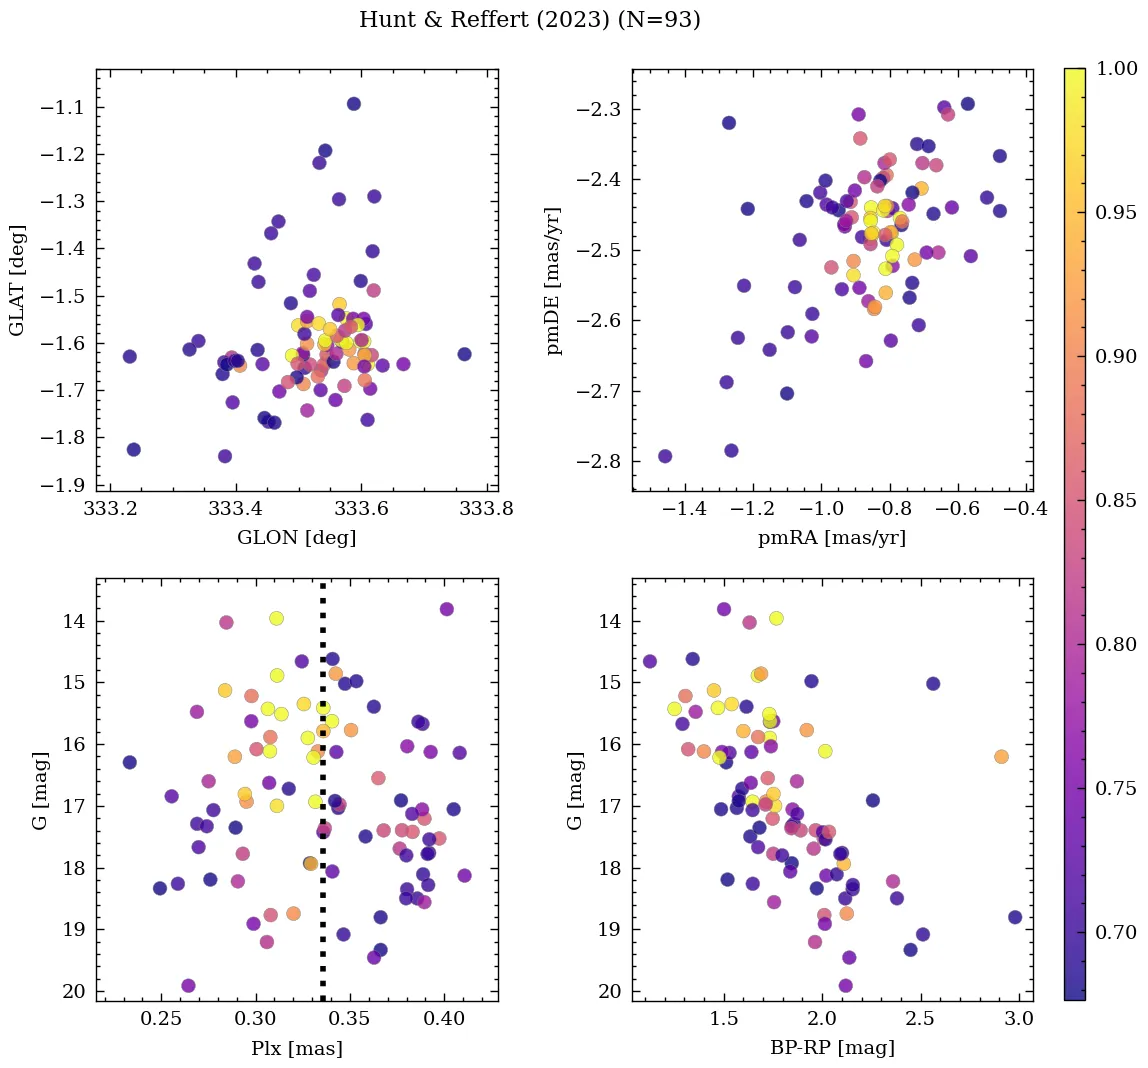 Hunt & Reffert (2023) (N=93)
−1.1
−1.2
−1.3
−1.4
−1.5
−1.6
−1.7
−1.8
−1.9
GLAT [deg]
333.2 333.4 333.6 333.8
GLON [deg]
−2.3
−2.4
−2.5
−2.6
−2.7
−2.8
pmDE [mas/yr]
−1.4 −1.2 −1.0 −0.8 −0.6 −0.4
pmRA [mas/yr]
14
15
16
17
18
19
20
G [mag]
0.25 0.30 0.35 0.40
Plx [mas]
14
15
16
17
18
19
20
G [mag]
1.5 2.0 2.5 3.0
BP-RP [mag]
1.00
0.95
0.90
0.85
0.80
0.75
0.70